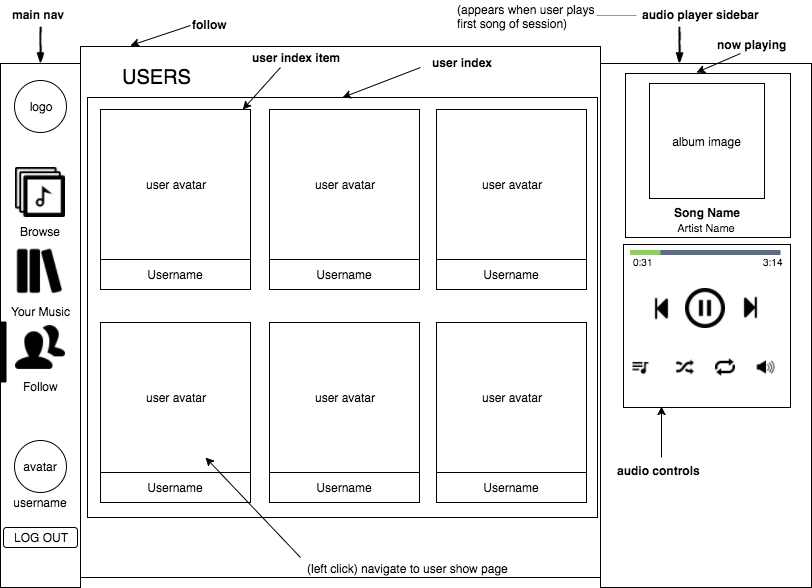 main nav
follow
(appears when user plays
first song of session)
audio player sidebar
now playing
USERS
user index item
user index
logo
Browse
Your Music
Follow
avatar
username
LOG OUT
user avatar
user avatar
user avatar
Username
Username
Username
user avatar
user avatar
user avatar
Username
Username
Username
(left click) navigate to user show page
album image
Song Name
Artist Name
0:31
3:14
audio controls